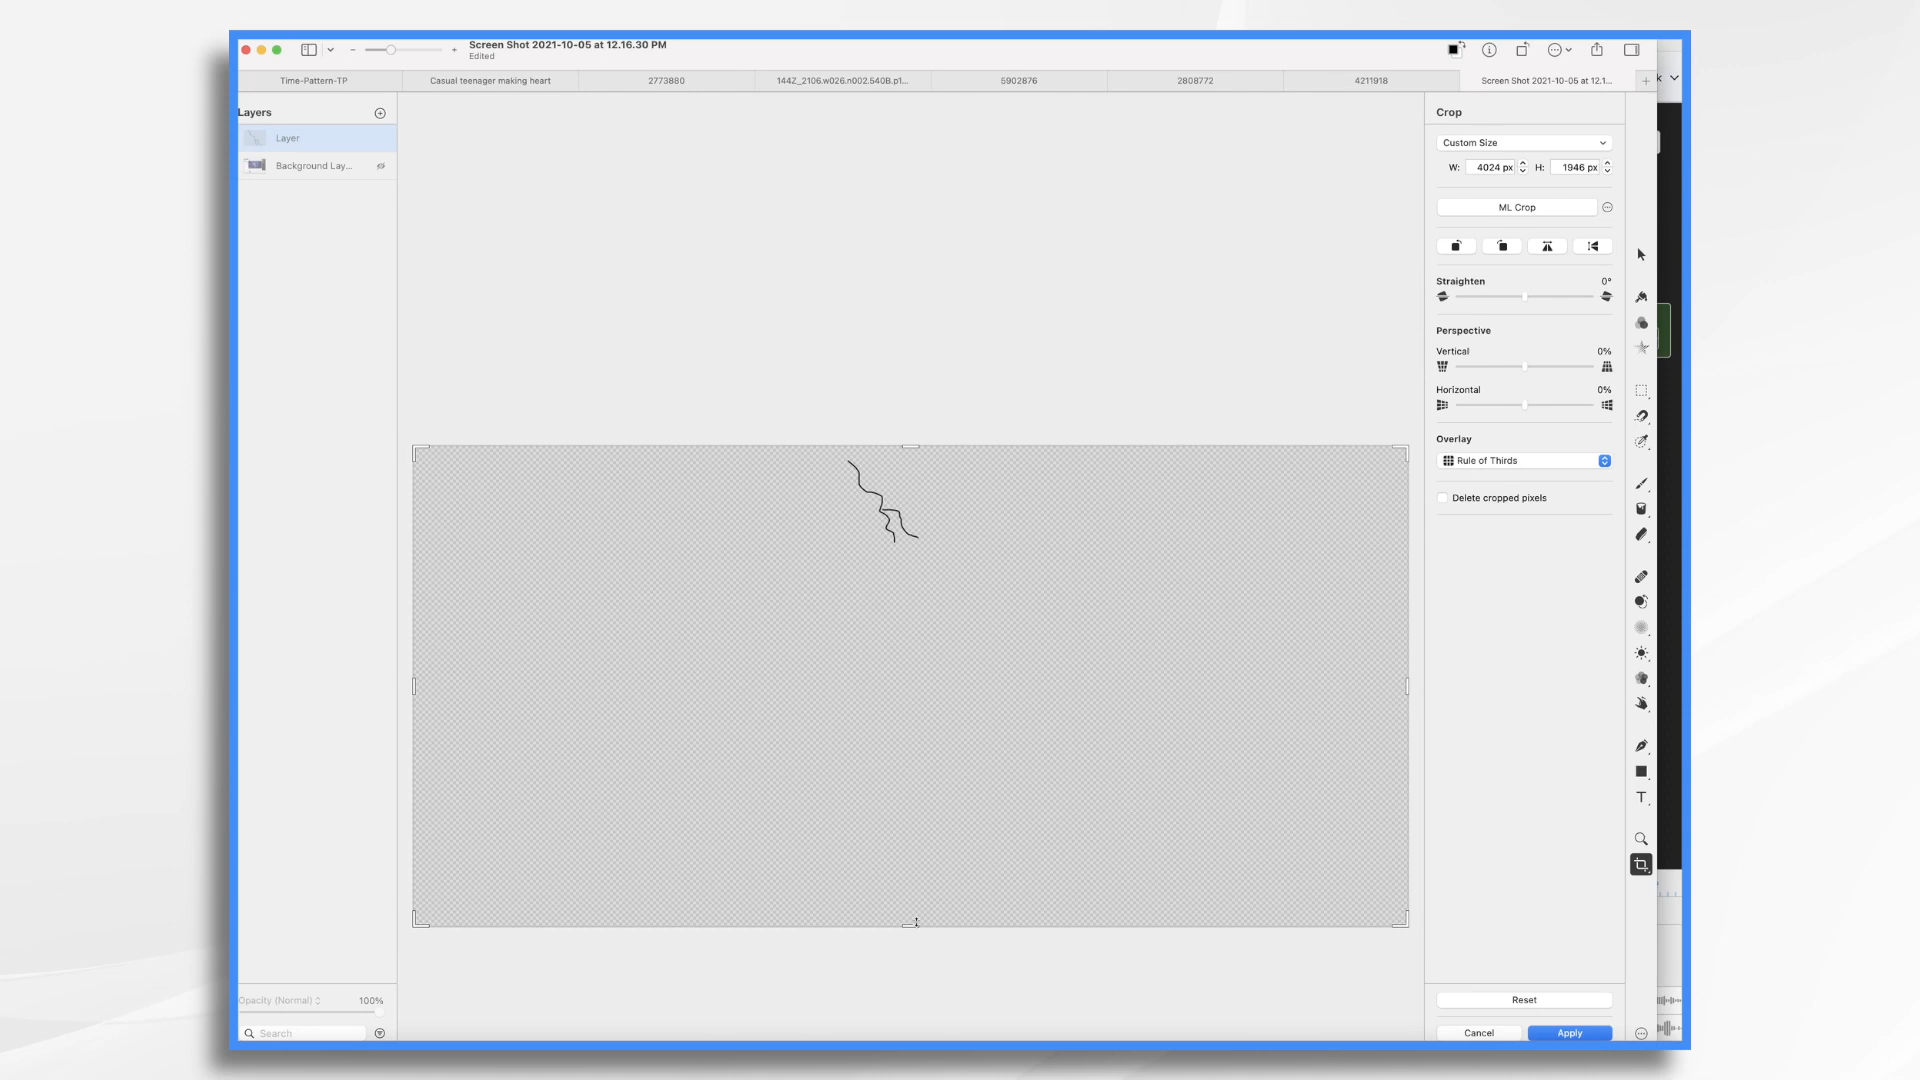 Screen Shot 2021-10-05 at 12.16.30 PM
Edited
Time-Pattern-TP
Casual teenager making heart
2773880
144Z_2106.w026.n002.540B.p1...
5902876
2808772
4211918
Screen Shot 2021-10-05 at 12.1...
Layers
Layer
Background Lay...
Opacity (Normal)
100%
Search
Crop
Custom Size
W: 4024 px H: 1946 px
ML Crop
Straighten 0°
Perspective
Vertical 0%
Horizontal 0%
Overlay
Rule of Thirds
Delete cropped pixels
Reset
Cancel
Apply